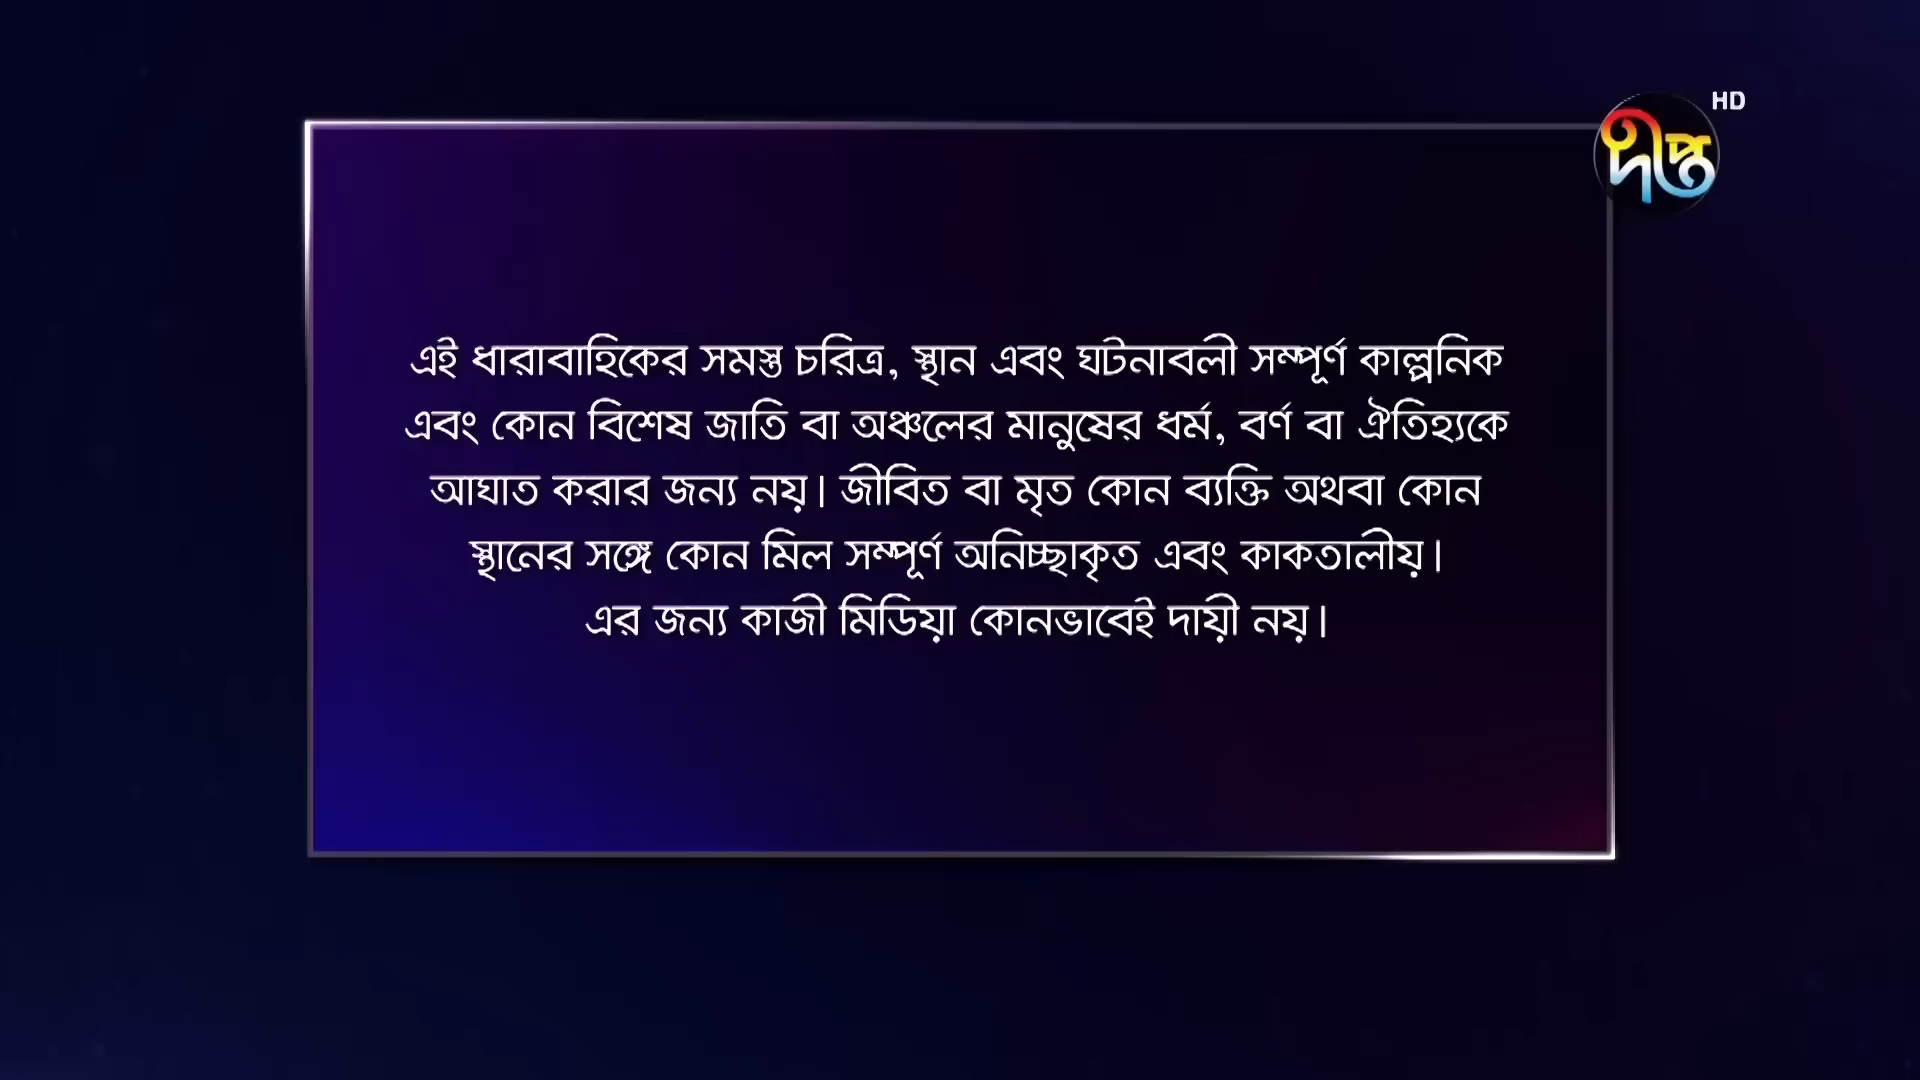 HD
দীপ্ত
এই ধারাবাহিকের সমস্ত চরিত্র, স্থান এবং ঘটনাবলী সম্পূর্ণ কাল্পনিক
এবং কোন বিশেষ জাতি বা অঞ্চলের মানুষের ধর্ম, বর্ণ বা ঐতিহ্যকে
আঘাত করার জন্য নয়। জীবিত বা মৃত কোন ব্যক্তি অথবা কোন
স্থানের সঙ্গে কোন মিল সম্পূর্ণ অনিচ্ছাকৃত এবং কাকতালীয়।
এর জন্য কাজী মিডিয়া কোনভাবেই দায়ী নয়।